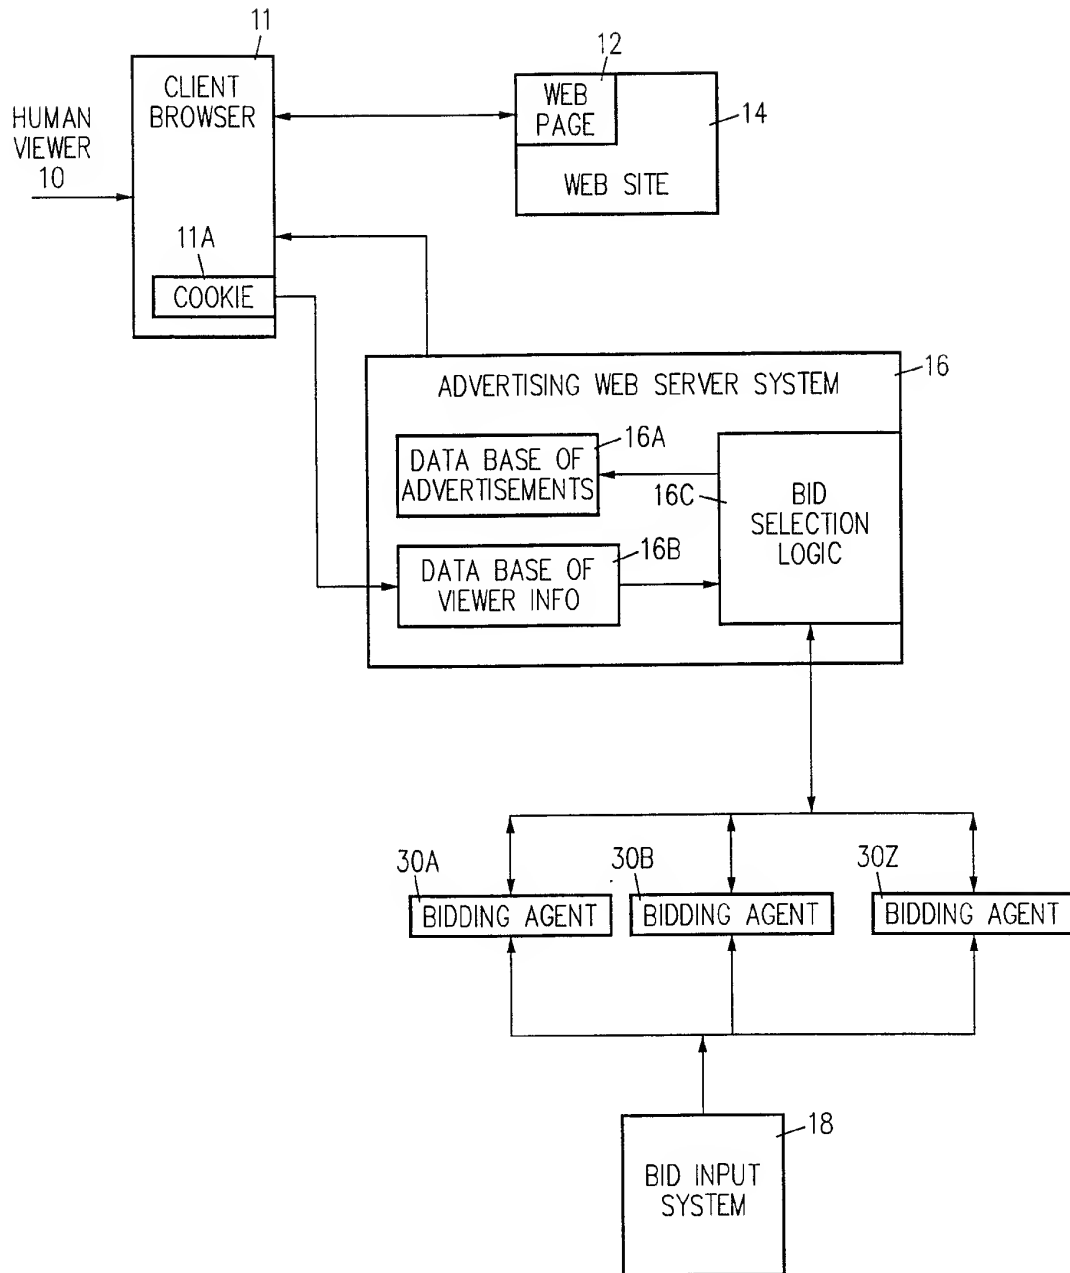 11
CLIENT
BROWSER
HUMAN
VIEWER
10
11A
COOKIE
12
WEB
PAGE
14
WEB SITE
16
ADVERTISING WEB SERVER SYSTEM
16A
DATA BASE OF
ADVERTISEMENTS
16B
DATA BASE OF
VIEWER INFO
16C
BID
SELECTION
LOGIC
30A
BIDDING AGENT
30B
BIDDING AGENT
30Z
BIDDING AGENT
18
BID INPUT
SYSTEM